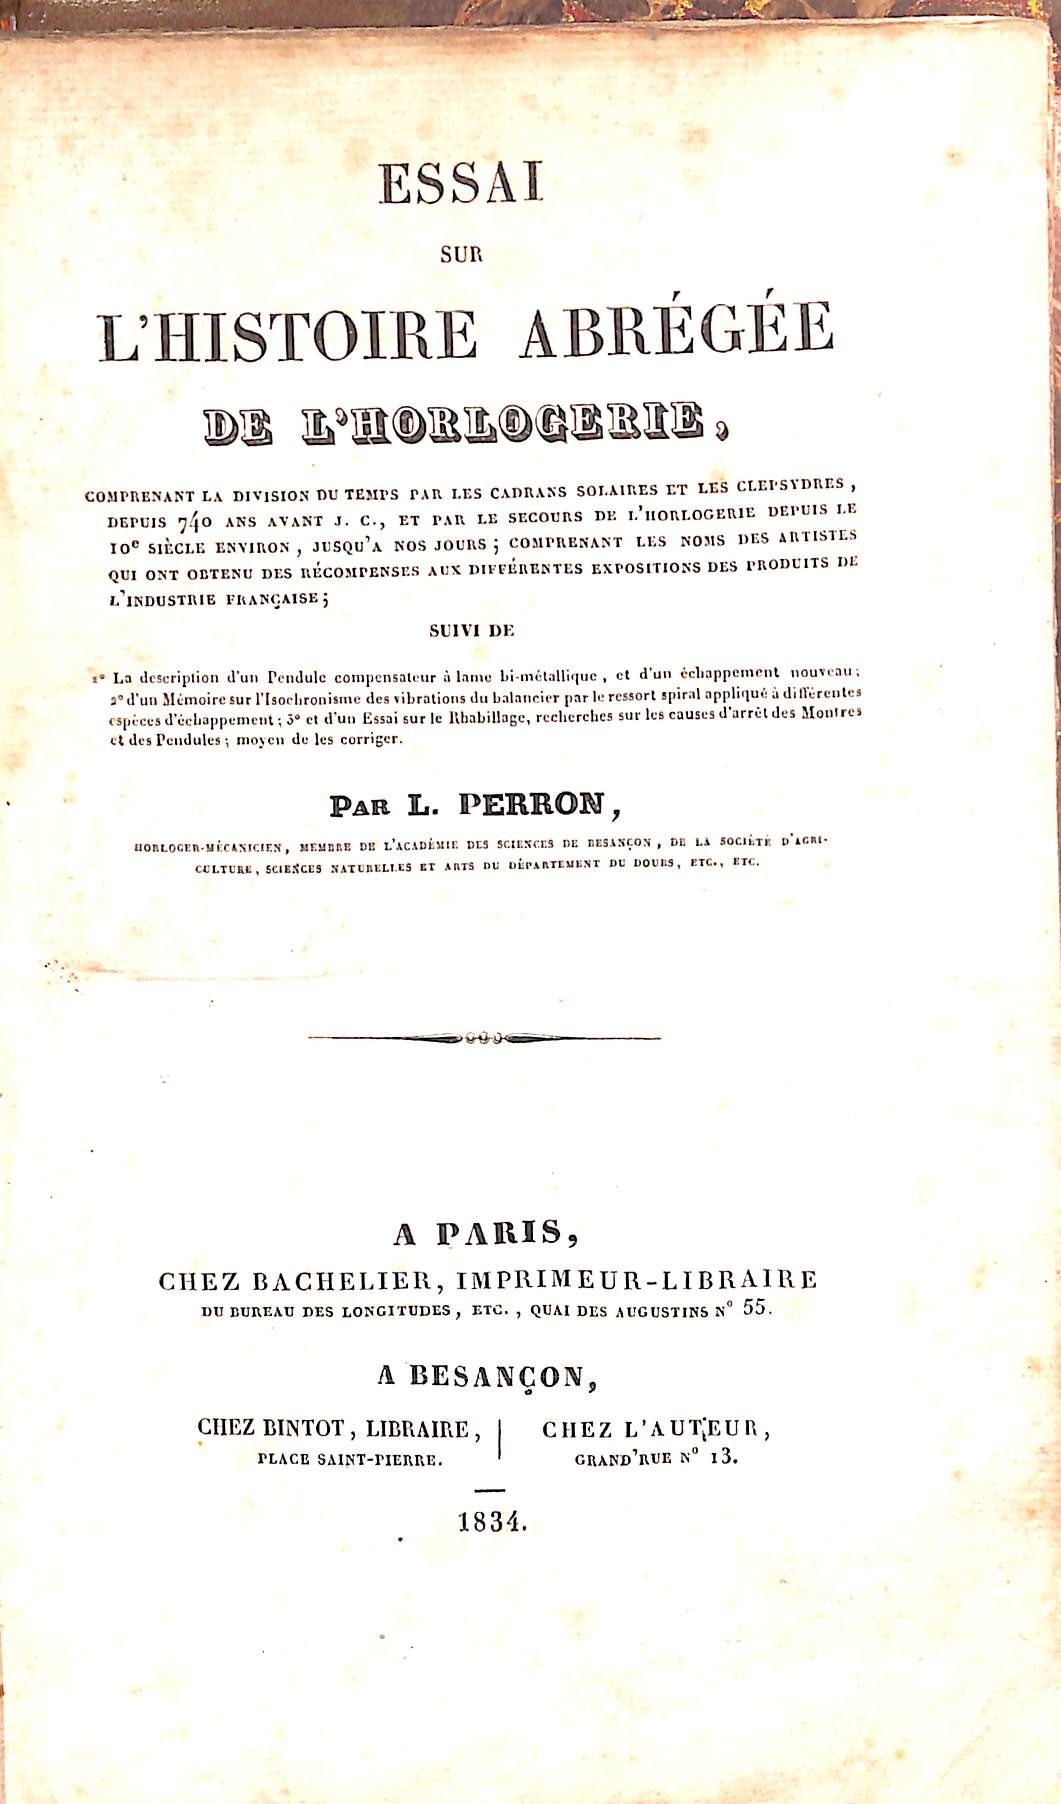 ESSAI
SUR
L'HISTOIRE ABRÉGÉE
DE L'HORLOGERIE,
COMPRENANT LA DIVISION DU TEMPS PAR LES CADRANS SOLAIRES ET LES CLEPSYDRES,
DEPUIS 740 ANS AVANT J. C., ET PAR LE SECOURS DE L'HORLOGERIE DEPUIS LE
10e SIÈCLE ENVIRON, JUSQU'A NOS JOURS; COMPRENANT LES NOMS DES ARTISTES
QUI ONT OBTENU DES RÉCOMPENSES AUX DIFFÉRENTES EXPOSITIONS DES PRODUITS DE
L'INDUSTRIE FRANÇAISE;
SUIVI DE
1° La description d'un Pendule compensateur à lame bi-métallique, et d'un échappement nouveau;
2° d'un Mémoire sur l'Isochronisme des vibrations du balancier par le ressort spiral appliqué à différentes
espèces d'échappement; 3° et d'un Essai sur le Rhabillage, recherches sur les causes d'arrêt des Montres
et des Pendules; moyen de les corriger.
PAR L. PERRON,
HORLOGER-MÉCANICIEN, MEMBRE DE L'ACADÉMIE DES SCIENCES DE BESANÇON, DE LA SOCIÉTÉ D'AGRI-
CULTURE, SCIENCES NATURELLES ET ARTS DU DÉPARTEMENT DU DOUBS, ETC., ETC.
A PARIS,
CHEZ BACHELIER, IMPRIMEUR-LIBRAIRE
DU BUREAU DES LONGITUDES, ETC., QUAI DES AUGUSTINS N° 55.
A BESANÇON,
CHEZ BINTOT, LIBRAIRE,
PLACE SAINT-PIERRE.
CHEZ L'AUTEUR,
GRAND'RUE N° 13.
1834.